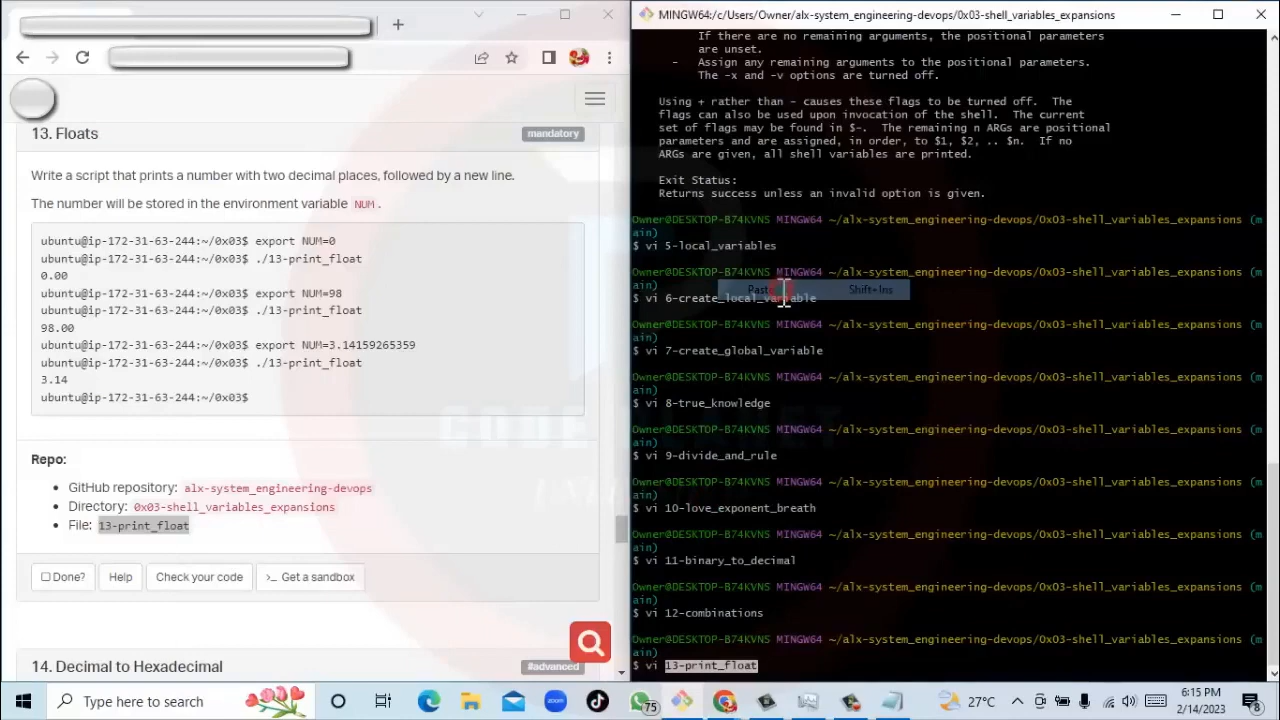 13. Floats
mandatory
Write a script that prints a number with two decimal places, followed by a new line.
The number will be stored in the environment variable NUM.
ubuntu@ip-172-31-63-244:~/0x03$ export NUM=0
ubuntu@ip-172-31-63-244:~/0x03$ ./13-print_float
0.00
ubuntu@ip-172-31-63-244:~/0x03$ export NUM=98
ubuntu@ip-172-31-63-244:~/0x03$ ./13-print_float
98.00
ubuntu@ip-172-31-63-244:~/0x03$ export NUM=3.14159265359
ubuntu@ip-172-31-63-244:~/0x03$ ./13-print_float
3.14
ubuntu@ip-172-31-63-244:~/0x03$
Repo:
GitHub repository: alx-system_engineering-devops
Directory: 0x03-shell_variables_expansions
File: 13-print_float
Done? Help Check your code >_ Get a sandbox
14. Decimal to Hexadecimal
#advanced
MINGW64:/c/Users/Owner/alx-system_engineering-devops/0x03-shell_variables_expansions
If there are no remaining arguments, the positional parameters
are unset.
- Assign any remaining arguments to the positional parameters.
The -x and -v options are turned off.
Using + rather than - causes these flags to be turned off. The
flags can also be used upon invocation of the shell. The current
set of flags may be found in $-. The remaining n ARGs are positional
parameters and are assigned, in order, to $1, $2, .. $n. If no
ARGs are given, all shell variables are printed.
Exit Status:
Returns success unless an invalid option is given.
Owner@DESKTOP-B74KVNS MINGW64 ~/alx-system_engineering-devops/0x03-shell_variables_expansions (m
ain)
$ vi 5-local_variables
Owner@DESKTOP-B74KVNS MINGW64 ~/alx-system_engineering-devops/0x03-shell_variables_expansions (m
ain)
Paste Shift+Ins
$ vi 6-create_local_variable
Owner@DESKTOP-B74KVNS MINGW64 ~/alx-system_engineering-devops/0x03-shell_variables_expansions (m
ain)
$ vi 7-create_global_variable
Owner@DESKTOP-B74KVNS MINGW64 ~/alx-system_engineering-devops/0x03-shell_variables_expansions (m
ain)
$ vi 8-true_knowledge
Owner@DESKTOP-B74KVNS MINGW64 ~/alx-system_engineering-devops/0x03-shell_variables_expansions (m
ain)
$ vi 9-divide_and_rule
Owner@DESKTOP-B74KVNS MINGW64 ~/alx-system_engineering-devops/0x03-shell_variables_expansions (m
ain)
$ vi 10-love_exponent_breath
Owner@DESKTOP-B74KVNS MINGW64 ~/alx-system_engineering-devops/0x03-shell_variables_expansions (m
ain)
$ vi 11-binary_to_decimal
Owner@DESKTOP-B74KVNS MINGW64 ~/alx-system_engineering-devops/0x03-shell_variables_expansions (m
ain)
$ vi 12-combinations
Owner@DESKTOP-B74KVNS MINGW64 ~/alx-system_engineering-devops/0x03-shell_variables_expansions (m
ain)
$ vi 13-print_float
Type here to search
zoom
75
27°C
6:15 PM
2/14/2023
8